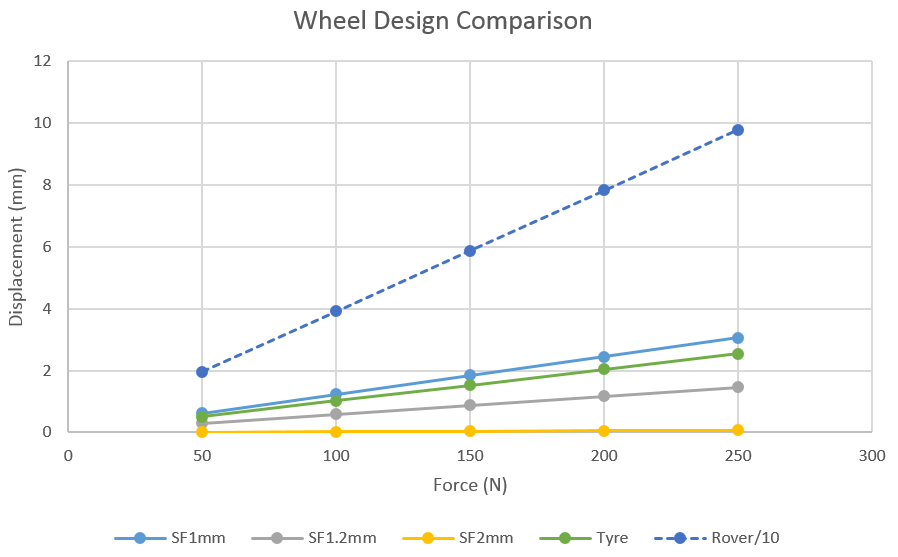 Wheel Design Comparison
12
10
8
6
4
2
0
Displacement (mm)
0 50 100 150 200 250 300
Force (N)
SF1mm SF1.2mm SF2mm Tyre Rover/10